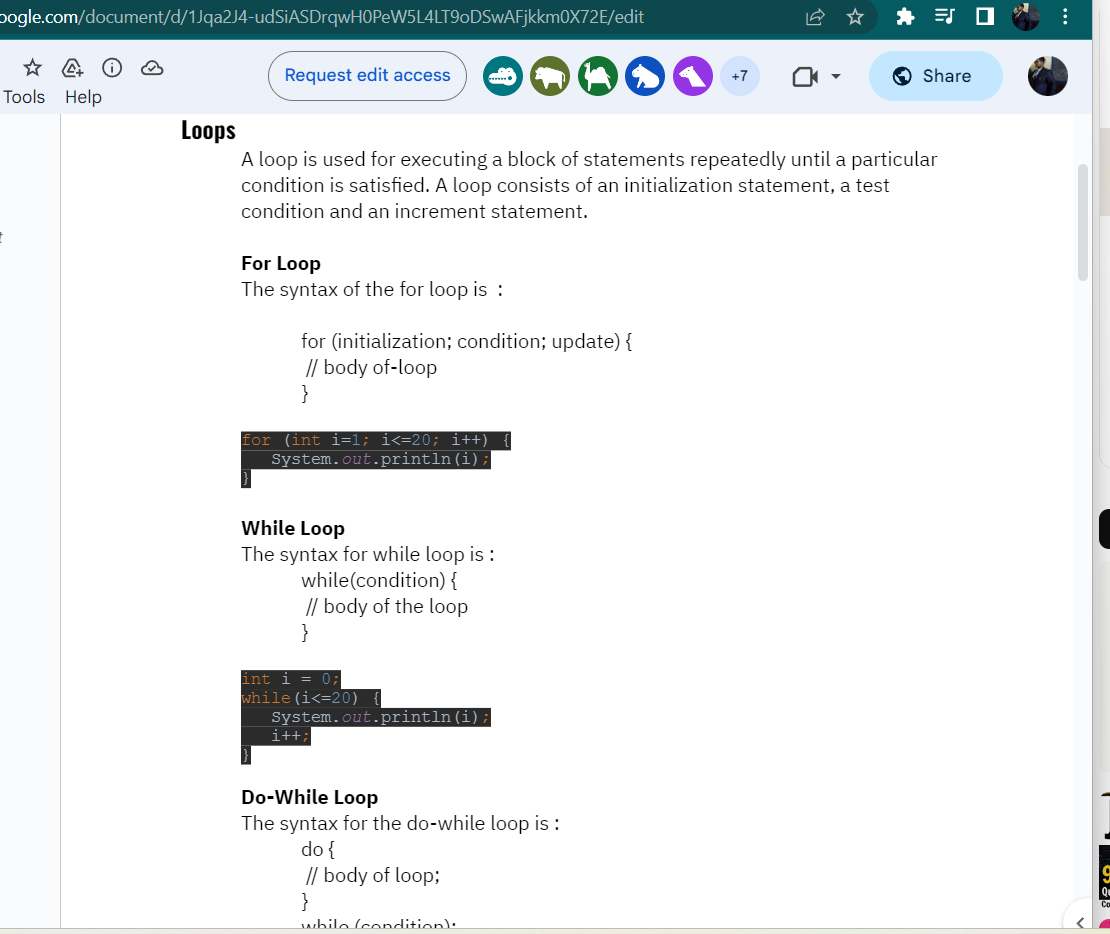 oogle.com/document/d/1Jqa2J4-udSiASDrqwH0PeW5L4LT9oDSwAFjkkm0X72E/edit
Request edit access
+7
Share
Tools Help
Loops
A loop is used for executing a block of statements repeatedly until a particular
condition is satisfied. A loop consists of an initialization statement, a test
condition and an increment statement.
For Loop
The syntax of the for loop is :
for (initialization; condition; update) {
// body of-loop
}
for (int i=1; i<=20; i++) {
System.out.println(i);
}
While Loop
The syntax for while loop is :
while(condition) {
// body of the loop
}
int i = 0;
while(i<=20) {
System.out.println(i);
i++;
}
Do-While Loop
The syntax for the do-while loop is :
do {
// body of loop;
}
while (condition);